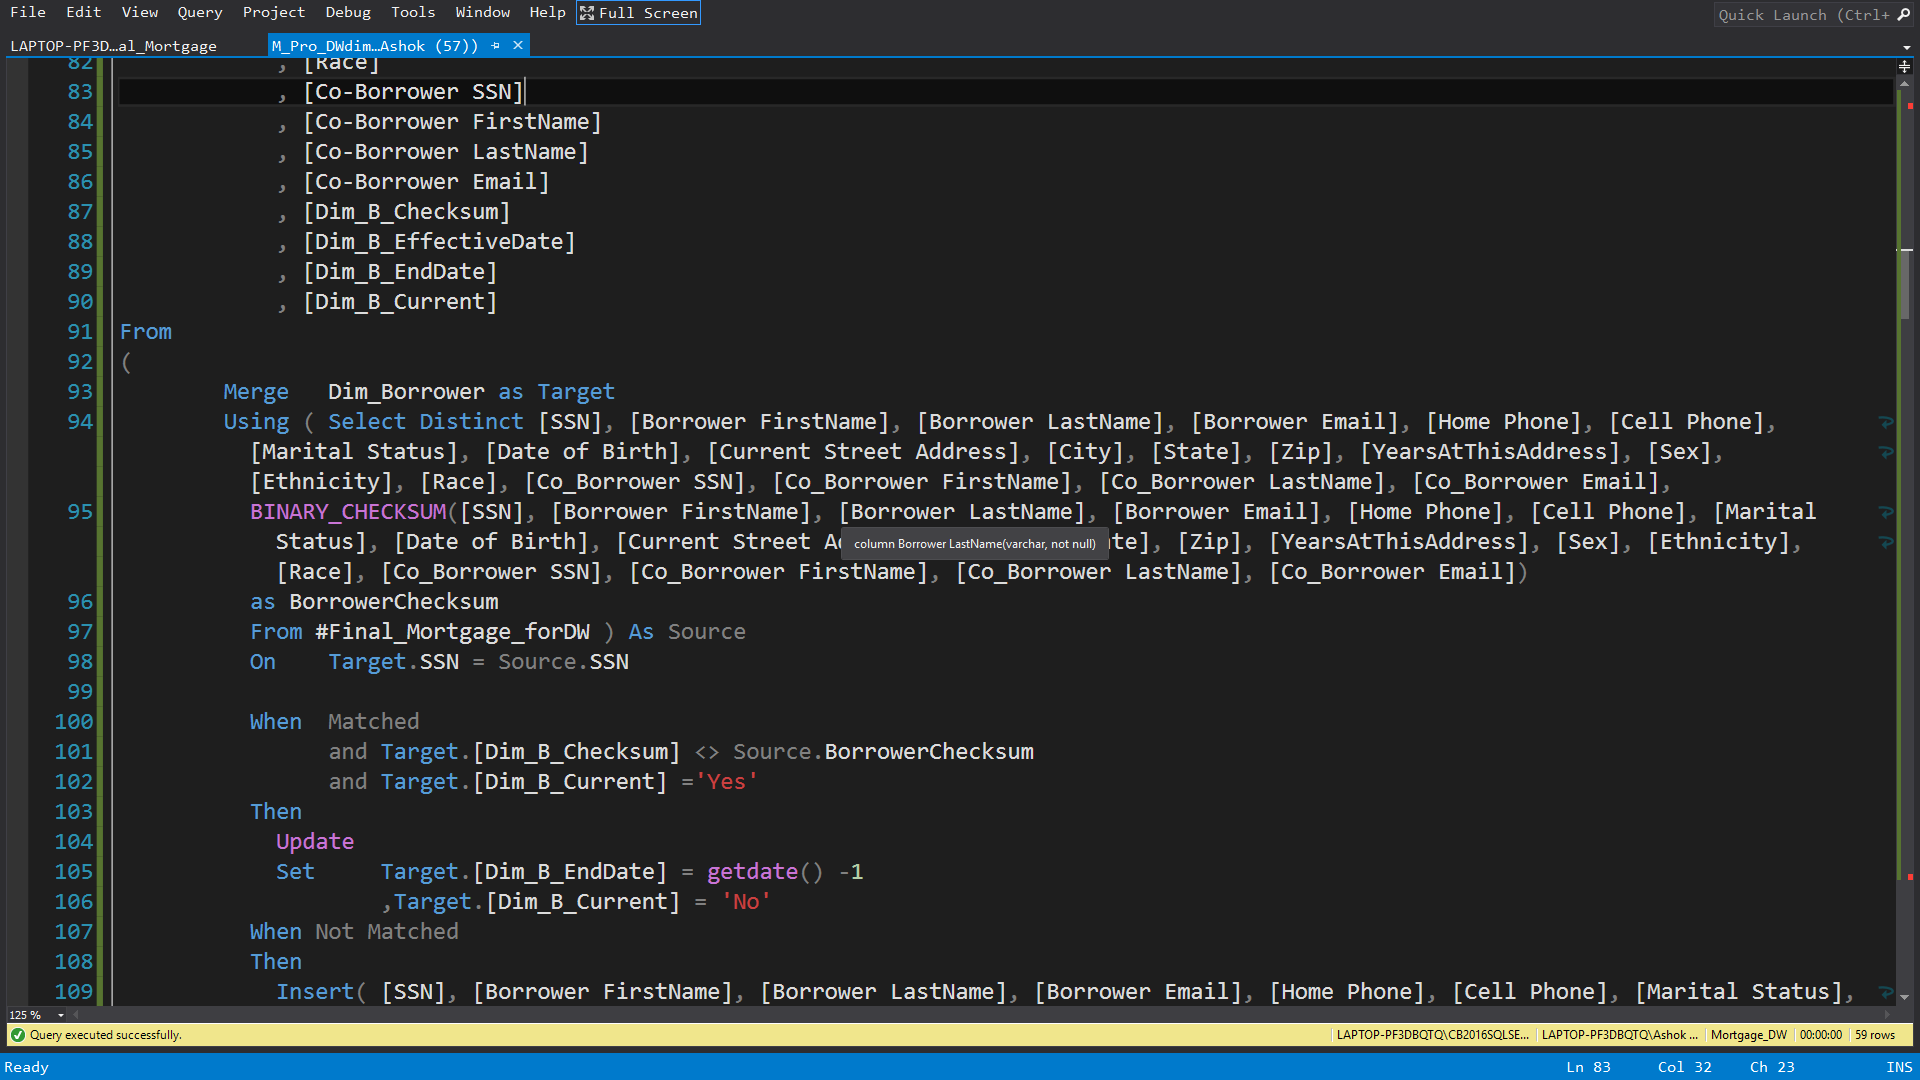 File Edit View Query Project Debug Tools Window Help Full Screen Quick Launch (Ctrl+
LAPTOP-PF3D...al_Mortgage M_Pro_DWdim...Ashok (57))
82 , [Race]
83 , [Co-Borrower SSN]
84 , [Co-Borrower FirstName]
85 , [Co-Borrower LastName]
86 , [Co-Borrower Email]
87 , [Dim_B_Checksum]
88 , [Dim_B_EffectiveDate]
89 , [Dim_B_EndDate]
90 , [Dim_B_Current]
91 From
92 (
93 Merge Dim_Borrower as Target
94 Using ( Select Distinct [SSN], [Borrower FirstName], [Borrower LastName], [Borrower Email], [Home Phone], [Cell Phone],
[Marital Status], [Date of Birth], [Current Street Address], [City], [State], [Zip], [YearsAtThisAddress], [Sex],
[Ethnicity], [Race], [Co_Borrower SSN], [Co_Borrower FirstName], [Co_Borrower LastName], [Co_Borrower Email],
95 BINARY_CHECKSUM([SSN], [Borrower FirstName], [Borrower LastName], [Borrower Email], [Home Phone], [Cell Phone], [Marital
Status], [Date of Birth], [Current Street A column Borrower LastName(varchar, not null) te], [Zip], [YearsAtThisAddress], [Sex], [Ethnicity],
[Race], [Co_Borrower SSN], [Co_Borrower FirstName], [Co_Borrower LastName], [Co_Borrower Email])
96 as BorrowerChecksum
97 From #Final_Mortgage_forDW ) As Source
98 On Target.SSN = Source.SSN
99
100 When Matched
101 and Target.[Dim_B_Checksum] <> Source.BorrowerChecksum
102 and Target.[Dim_B_Current] ='Yes'
103 Then
104 Update
105 Set Target.[Dim_B_EndDate] = getdate() -1
106 ,Target.[Dim_B_Current] = 'No'
107 When Not Matched
108 Then
109 Insert( [SSN], [Borrower FirstName], [Borrower LastName], [Borrower Email], [Home Phone], [Cell Phone], [Marital Status],
125 %
Query executed successfully. LAPTOP-PF3DBQTQ\CB2016SQLSE... LAPTOP-PF3DBQTQ\Ashok ... Mortgage_DW 00:00:00 59 rows
Ready Ln 83 Col 32 Ch 23 INS